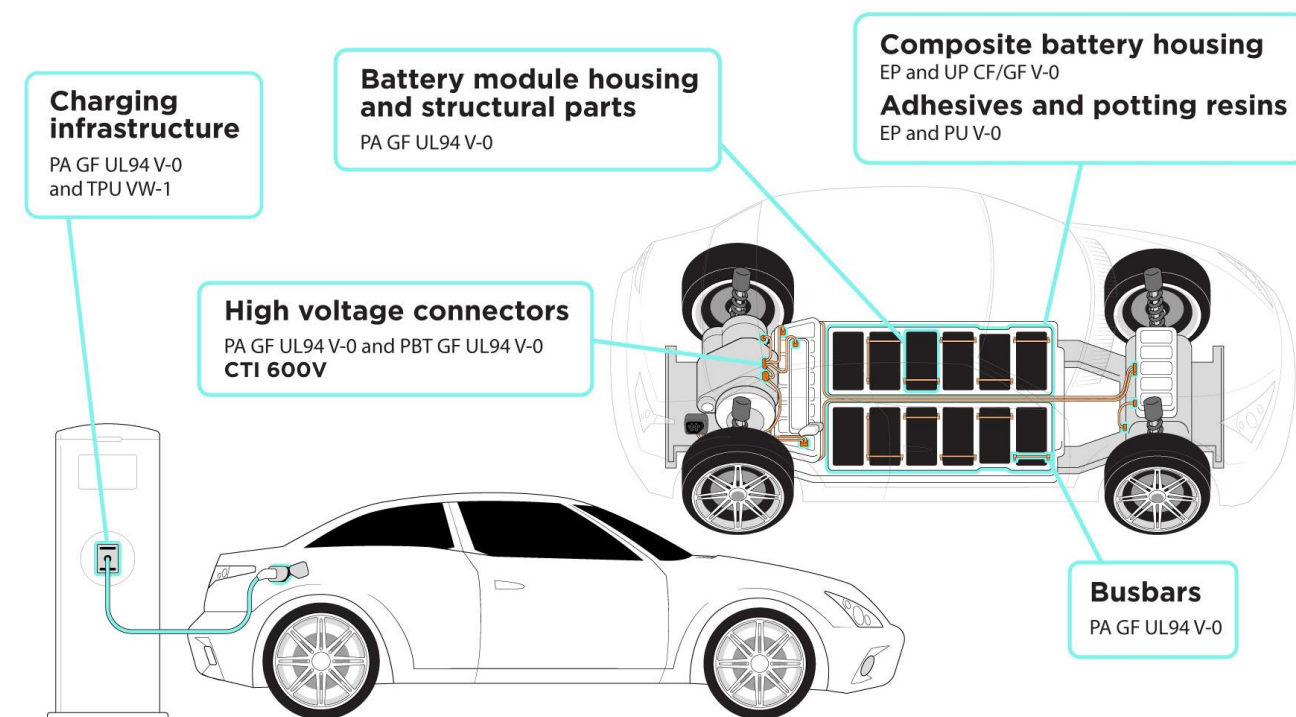 Charging
infrastructure
PA GF UL94 V-0
and TPU VW-1
Battery module housing
and structural parts
PA GF UL94 V-0
Composite battery housing
EP and UP CF/GF V-0
Adhesives and potting resins
EP and PU V-0
High voltage connectors
PA GF UL94 V-0 and PBT GF UL94 V-0
CTI 600V
Busbars
PA GF UL94 V-0